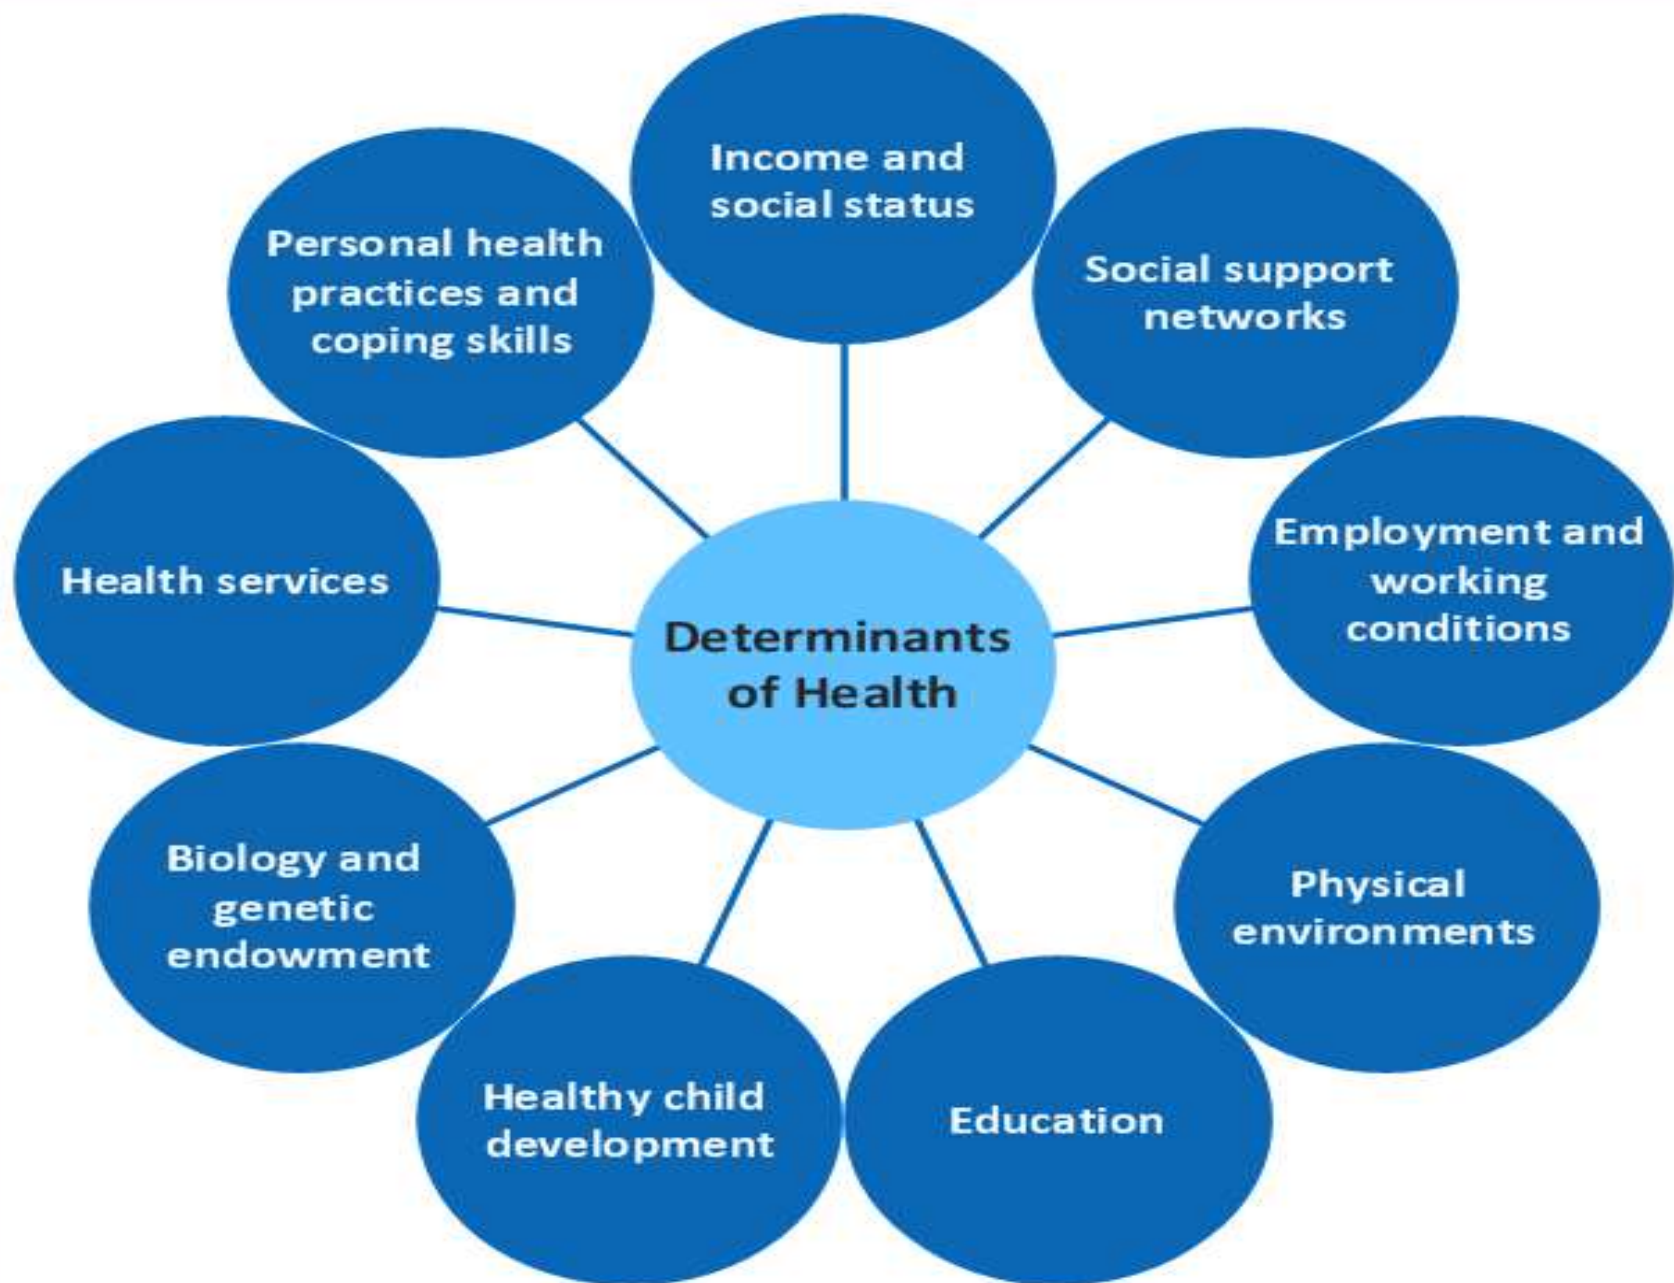 Income and
social status
Social support
networks
Employment and
working
conditions
Physical
environments
Education
Healthy child
development
Biology and
genetic
endowment
Health services
Personal health
practices and
coping skills
Determinants
of Health